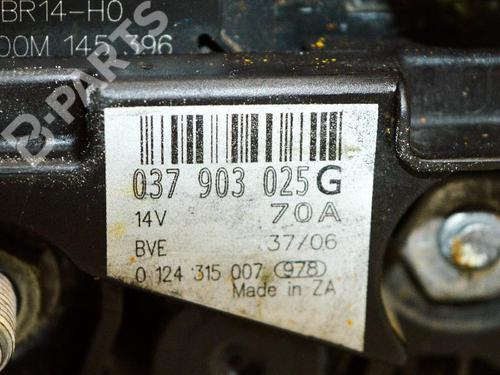 BR14-H0
00M 145 396
B-PARTS
037 903 025 G
14V 70A
BVE 37/06
0 124 315 007 978
Made in ZA